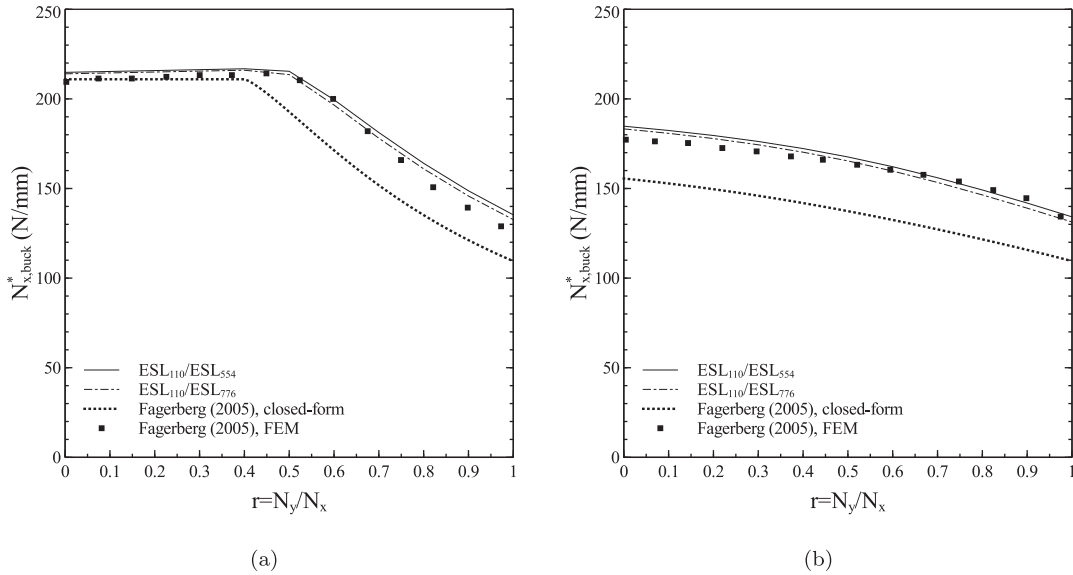 250
200
150
100
50
0
N*x,buck (N/mm)
ESL110/ESL554
ESL110/ESL776
Fagerberg (2005), closed-form
Fagerberg (2005), FEM
0 0.1 0.2 0.3 0.4 0.5 0.6 0.7 0.8 0.9 1
r=Ny/Nx
(a)
250
200
150
100
50
0
N*x,buck (N/mm)
ESL110/ESL554
ESL110/ESL776
Fagerberg (2005), closed-form
Fagerberg (2005), FEM
0 0.1 0.2 0.3 0.4 0.5 0.6 0.7 0.8 0.9 1
r=Ny/Nx
(b)